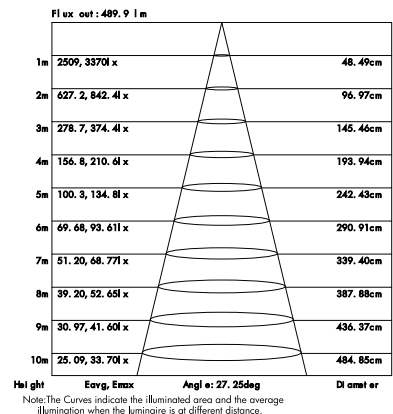 Flux out:489.9 lm
1m 2509, 3370lx 48.49cm
2m 627.2, 842.4lx 96.97cm
3m 278.7, 374.4lx 145.46cm
4m 156.8, 210.6lx 193.94cm
5m 100.3, 134.8lx 242.43cm
6m 69.68, 93.61lx 290.91cm
7m 51.20, 68.77lx 339.40cm
8m 39.20, 52.65lx 387.88cm
9m 30.97, 41.60lx 436.37cm
10m 25.09, 33.70lx 484.85cm
Height Eavg, Emax Angle: 27.25deg Diameter
Note:The Curves indicate the illuminated area and the average
illumination when the luminaire is at different distance.